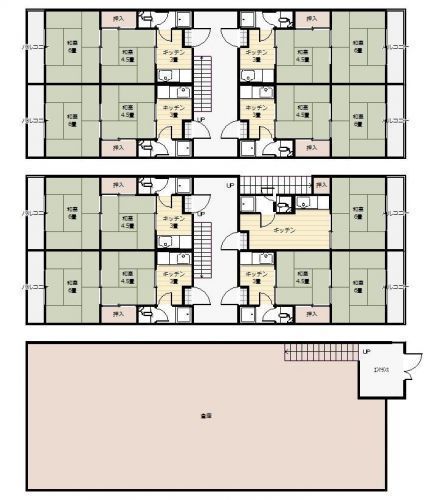 押入
押入
バルコニー
和室
6畳
和室
4.5畳
キッチン
3畳
キッチン
3畳
和室
4.5畳
和室
6畳
バルコニー
バルコニー
和室
6畳
和室
4.5畳
キッチン
3畳
UP
キッチン
3畳
和室
4.5畳
和室
6畳
バルコニー
押入
押入
押入
UP
押入
バルコニー
和室
6畳
和室
4.5畳
キッチン
3畳
キッチン
和室
6畳
バルコニー
バルコニー
和室
6畳
和室
4.5畳
キッチン
3畳
キッチン
3畳
和室
4.5畳
和室
6畳
バルコニー
押入
押入
UP
倉庫